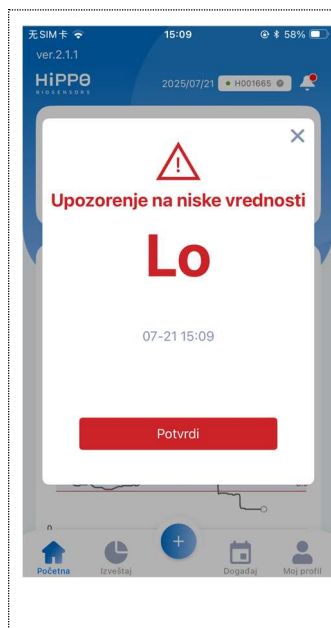 无SIM卡 15:09 58%
ver.2.1.1
HiPPO
BIOSENSORS
2025/07/21 H001665
Upozorenje na niske vrednosti
Lo
07-21 15:09
Potvrdi
0
Početna Izveštaj + Događaj Moj profil